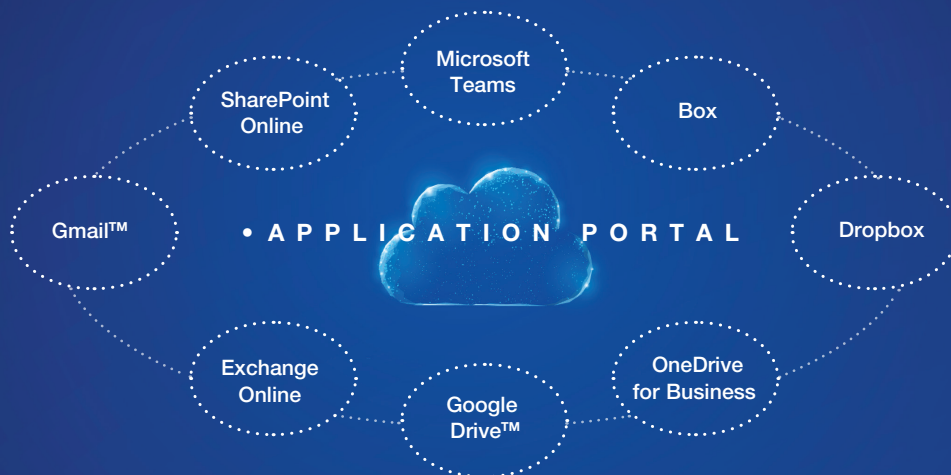 Microsoft
Teams
SharePoint
Online
Box
Gmail™
• APPLICATION PORTAL
Dropbox
Exchange
Online
OneDrive
for Business
Google
Drive™